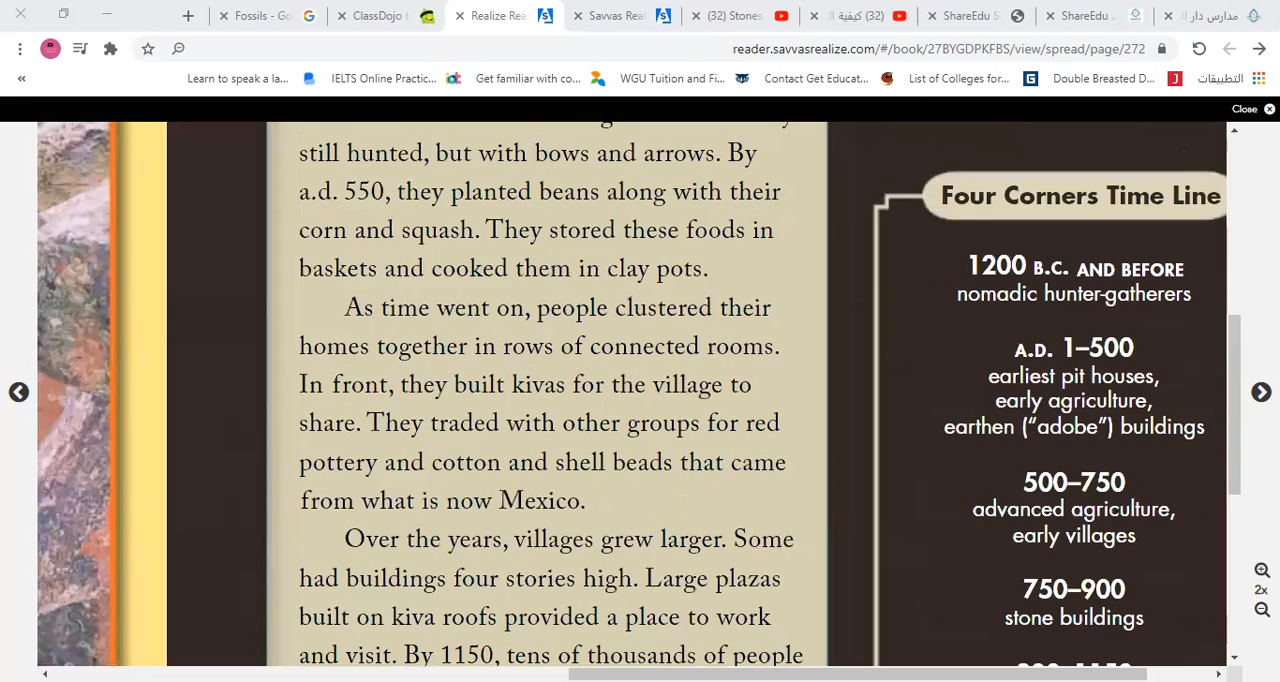 Fossils - Go
ClassDojo
Realize Rea
Savvas Rea
(32) Stones,
(32) كيفية ال
ShareEdu S
ShareEdu
مدارس دار ال
reader.savvasrealize.com/#/book/27BYGDPKFBS/view/spread/page/272
Learn to speak a la...
IELTS Online Practic...
Get familiar with co...
WGU Tuition and Fi...
Contact Get Educat...
List of Colleges for...
Double Breasted D...
التطبيقات
Close
still hunted, but with bows and arrows. By
a.d. 550, they planted beans along with their
corn and squash. They stored these foods in
baskets and cooked them in clay pots.
As time went on, people clustered their
homes together in rows of connected rooms.
In front, they built kivas for the village to
share. They traded with other groups for red
pottery and cotton and shell beads that came
from what is now Mexico.
Over the years, villages grew larger. Some
had buildings four stories high. Large plazas
built on kiva roofs provided a place to work
and visit. By 1150, tens of thousands of people
Four Corners Time Line
1200 B.C. AND BEFORE
nomadic hunter-gatherers
A.D. 1–500
earliest pit houses,
early agriculture,
earthen (“adobe”) buildings
500–750
advanced agriculture,
early villages
750–900
stone buildings
2x